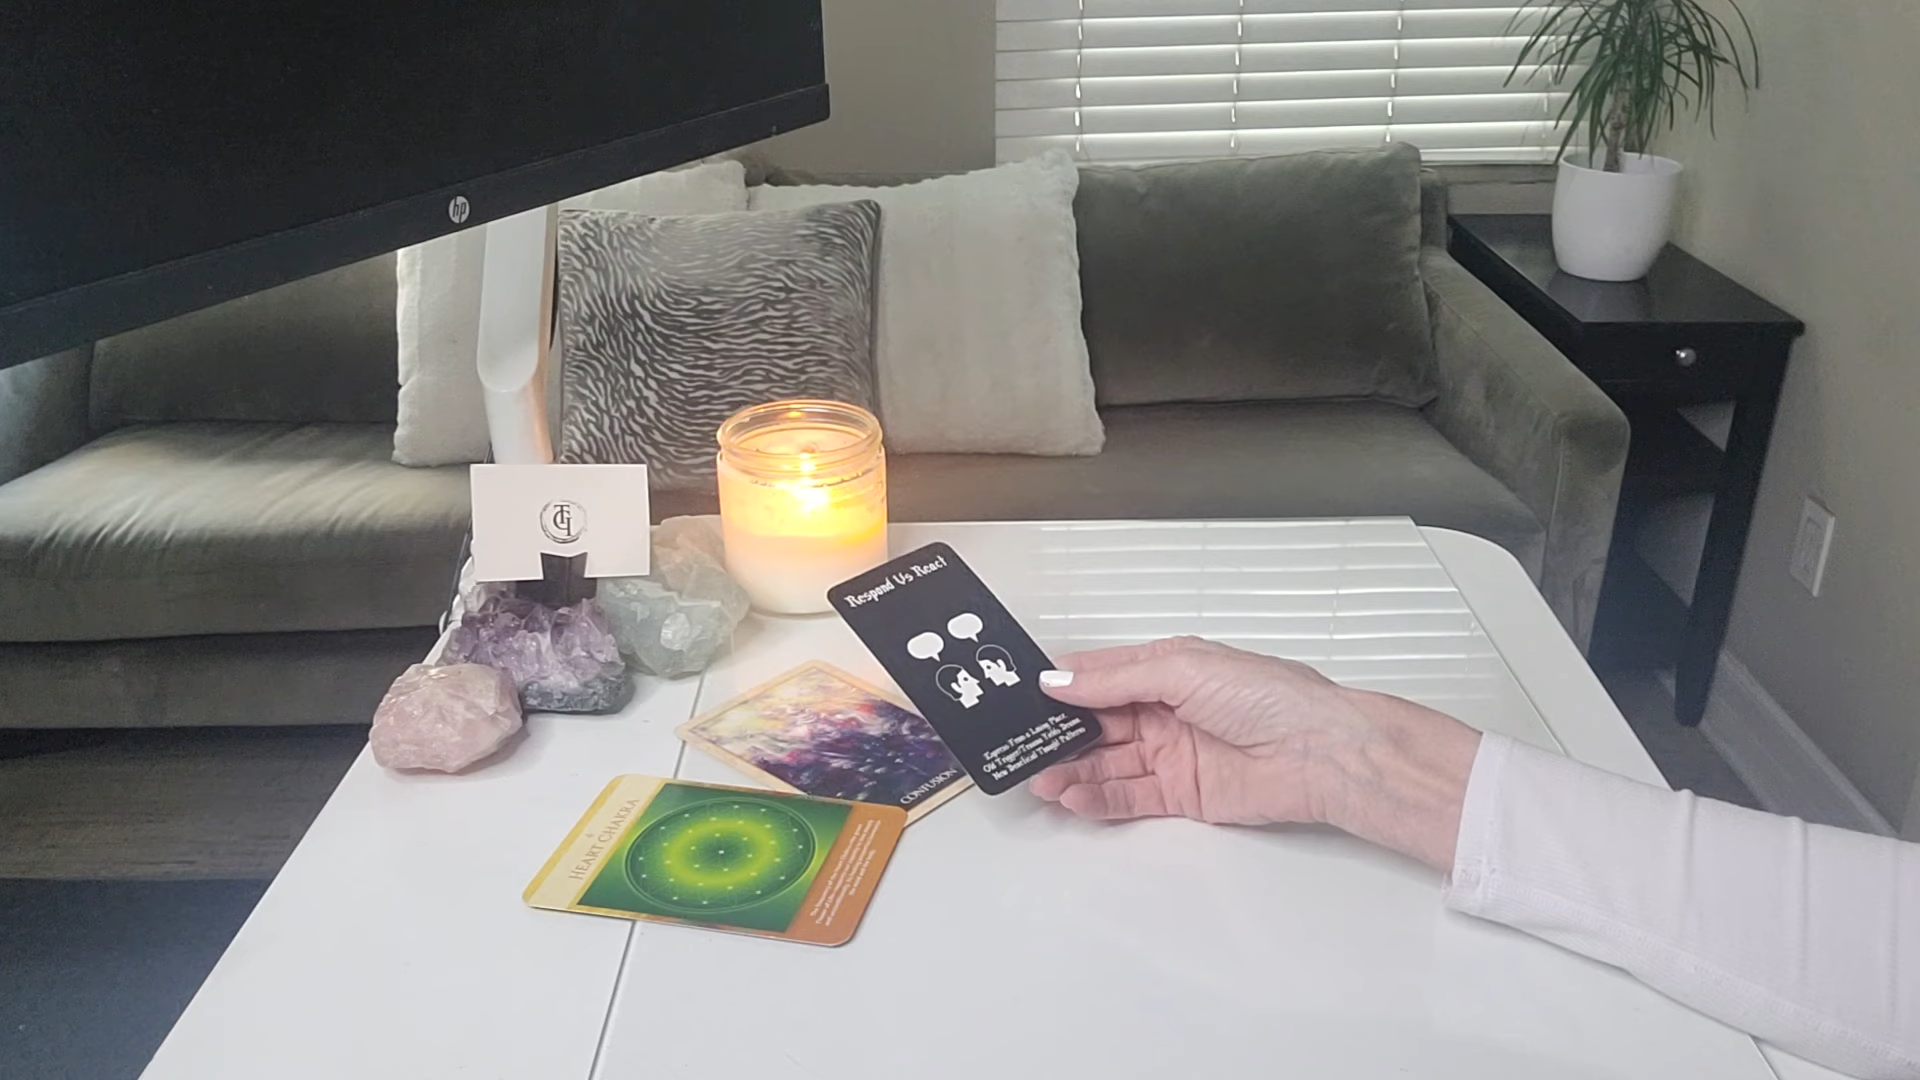 hp
TCI
Respond Vs React
Express From a Loving Place
Old Trigger/Trauma Yields Drama
New Beneficial Thought Patterns
CONFUSION
HEART CHAKRA